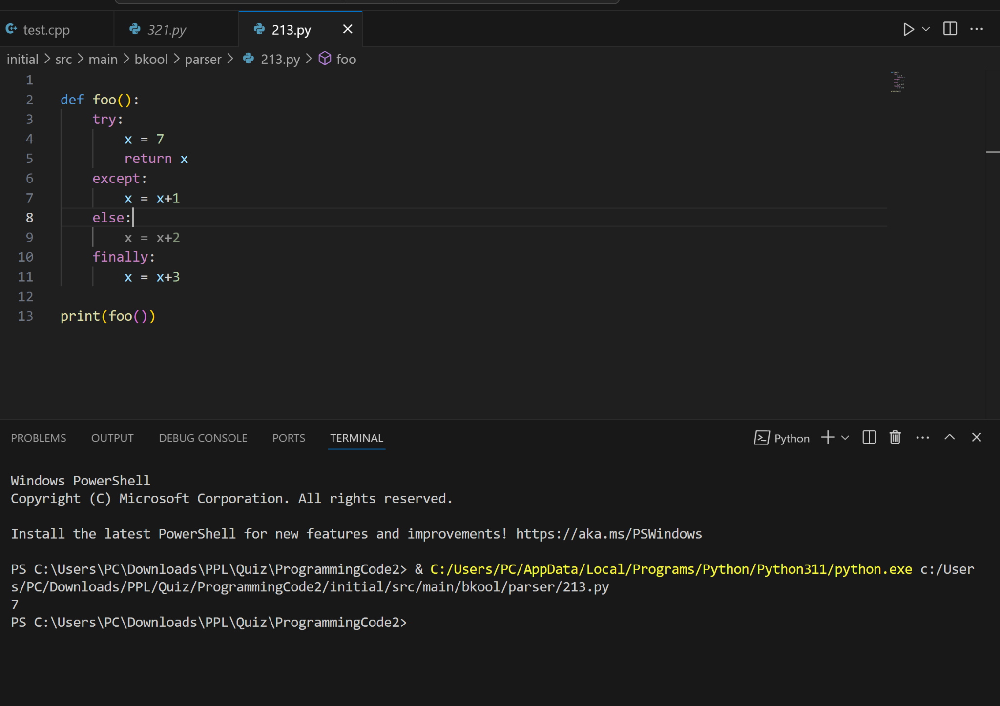 test.cpp
321.py
213.py
initial > src > main > bkool > parser > 213.py > foo
1
2 def foo():
3     try:
4         x = 7
5         return x
6     except:
7         x = x+1
8     else:
9         x = x+2
10     finally:
11         x = x+3
12
13 print(foo())
PROBLEMS OUTPUT DEBUG CONSOLE PORTS TERMINAL
Python
Windows PowerShell
Copyright (C) Microsoft Corporation. All rights reserved.
Install the latest PowerShell for new features and improvements! https://aka.ms/PSWindows
PS C:\Users\PC\Downloads\PPL\Quiz\ProgrammingCode2> & C:/Users/PC/AppData/Local/Programs/Python/Python311/python.exe c:/User
s/PC/Downloads/PPL/Quiz/ProgrammingCode2/initial/src/main/bkool/parser/213.py
7
PS C:\Users\PC\Downloads\PPL\Quiz\ProgrammingCode2>